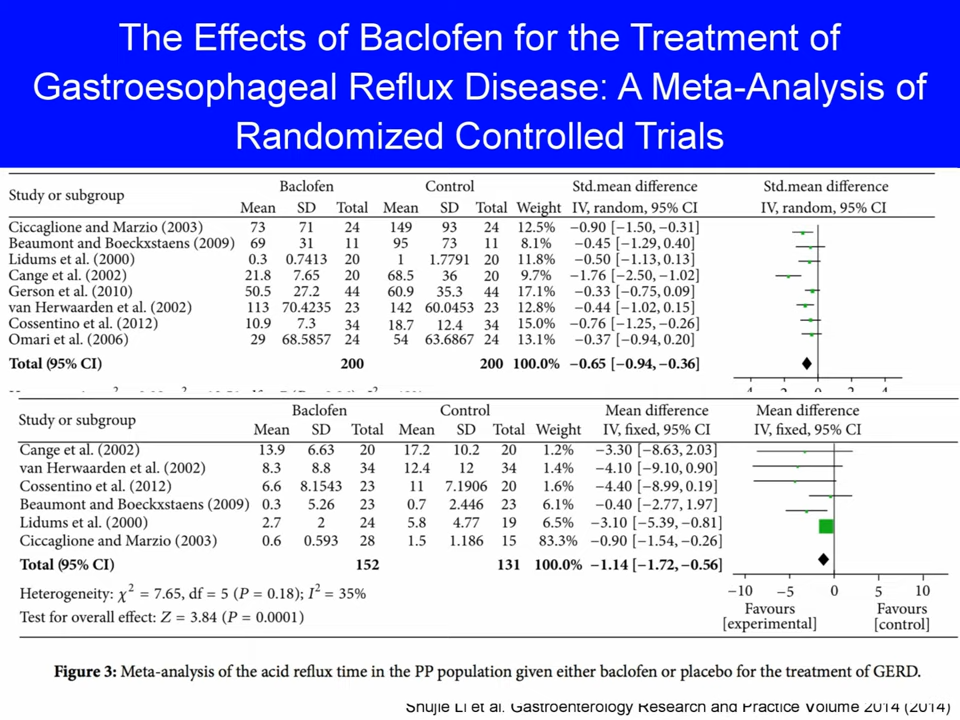 The Effects of Baclofen for the Treatment of
Gastroesophageal Reflux Disease: A Meta-Analysis of
Randomized Controlled Trials
Study or subgroup Baclofen Control Std.mean difference Std.mean difference
Mean SD Total Mean SD Total Weight IV, random, 95% CI IV, random, 95% CI
Ciccaglione and Marzio (2003) 73 71 24 149 93 24 12.5% −0.90 [−1.50, −0.31]
Beaumont and Boeckxstaens (2009) 69 31 11 95 73 11 8.1% −0.45 [−1.29, 0.40]
Lidums et al. (2000) 0.3 0.7413 20 1 1.7791 20 11.8% −0.50 [−1.13, 0.13]
Cange et al. (2002) 21.8 7.65 20 68.5 36 20 9.7% −1.76 [−2.50, −1.02]
Gerson et al. (2010) 50.5 27.2 44 60.9 35.3 44 17.1% −0.33 [−0.75, 0.09]
van Herwaarden et al. (2002) 113 70.4235 23 142 60.0453 23 12.8% −0.44 [−1.02, 0.15]
Cossentino et al. (2012) 10.9 7.3 34 18.7 12.4 34 15.0% −0.76 [−1.25, −0.26]
Omari et al. (2006) 29 68.5857 24 54 63.6867 24 13.1% −0.37 [−0.94, 0.20]
Total (95% CI) 200 200 100.0% −0.65 [−0.94, −0.36]
−4 −2 0 2 4
Baclofen Control Mean difference Mean difference
Study or subgroup Mean SD Total Mean SD Total Weight IV, fixed, 95% CI IV, fixed, 95% CI
Cange et al. (2002) 13.9 6.63 20 17.2 10.2 20 1.2% −3.30 [−8.63, 2.03]
van Herwaarden et al. (2002) 8.3 8.8 34 12.4 12 34 1.4% −4.10 [−9.10, 0.90]
Cossentino et al. (2012) 6.6 8.1543 23 11 7.1906 20 1.6% −4.40 [−8.99, 0.19]
Beaumont and Boeckxstaens (2009) 0.3 5.26 23 0.7 2.446 23 6.1% −0.40 [−2.77, 1.97]
Lidums et al. (2000) 2.7 2 24 5.8 4.77 19 6.5% −3.10 [−5.39, −0.81]
Ciccaglione and Marzio (2003) 0.6 0.593 28 1.5 1.186 15 83.3% −0.90 [−1.54, −0.26]
Total (95% CI) 152 131 100.0% −1.14 [−1.72, −0.56]
Heterogeneity: χ² = 7.65, df = 5 (P = 0.18); I² = 35%
Test for overall effect: Z = 3.84 (P = 0.0001)
−10 −5 0 5 10
Favours Favours
[experimental] [control]
Figure 3: Meta-analysis of the acid reflux time in the PP population given either baclofen or placebo for the treatment of GERD.
Shujie Li et al. Gastroenterology Research and Practice Volume 2014 (2014)